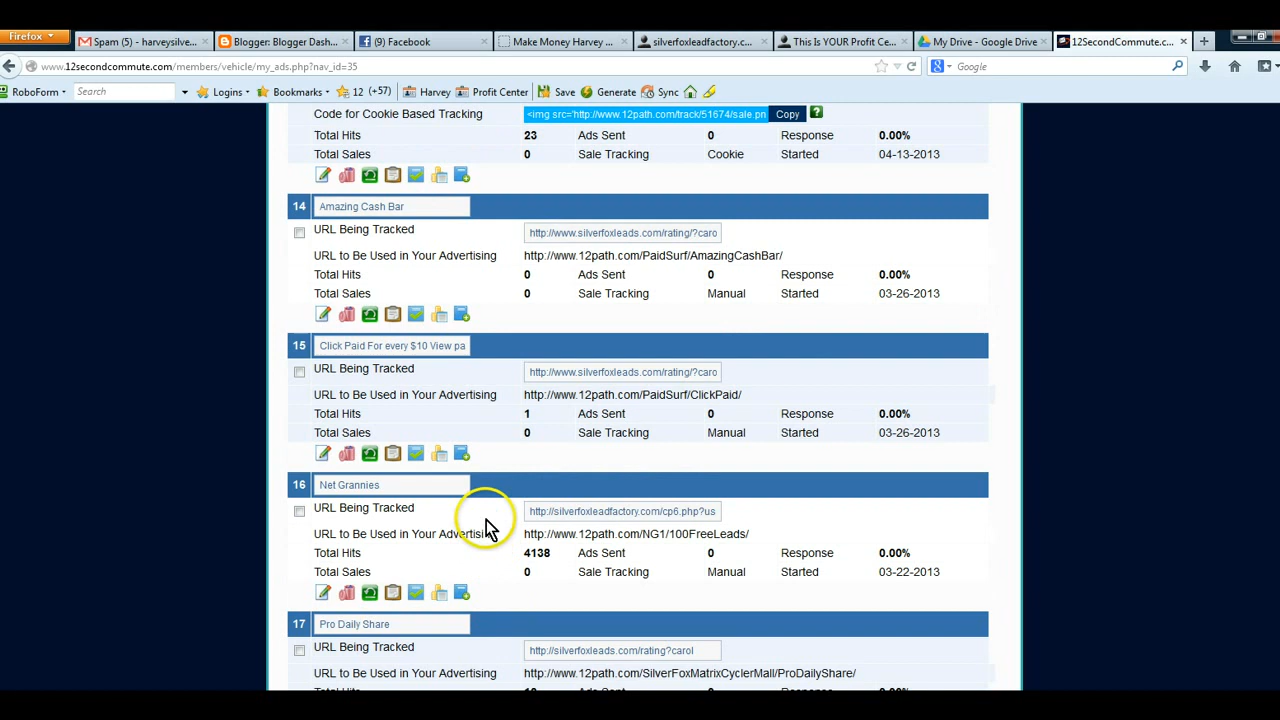 Firefox
Spam (5) - harveysilve...
Blogger: Blogger Dash...
(9) Facebook
Make Money Harvey ...
silverfoxleadfactory.c...
This Is YOUR Profit Ce...
My Drive - Google Drive
12SecondCommute.com...
www.12secondcommute.com/members/vehicle/my_ads.php?nav_id=35
Google
RoboForm Search Logins Bookmarks 12 (+57) Harvey Profit Center Save Generate Sync
Code for Cookie Based Tracking <img src='http://www.12path.com/track/51674/sale.pn Copy ?
Total Hits 23 Ads Sent 0 Response 0.00%
Total Sales 0 Sale Tracking Cookie Started 04-13-2013
14 Amazing Cash Bar
URL Being Tracked http://www.silverfoxleads.com/rating/?caro
URL to Be Used in Your Advertising http://www.12path.com/PaidSurf/AmazingCashBar/
Total Hits 0 Ads Sent 0 Response 0.00%
Total Sales 0 Sale Tracking Manual Started 03-26-2013
15 Click Paid For every $10 View pa
URL Being Tracked http://www.silverfoxleads.com/rating/?caro
URL to Be Used in Your Advertising http://www.12path.com/PaidSurf/ClickPaid/
Total Hits 1 Ads Sent 0 Response 0.00%
Total Sales 0 Sale Tracking Manual Started 03-26-2013
16 Net Grannies
URL Being Tracked http://silverfoxleadfactory.com/cp6.php?us
URL to Be Used in Your Advertising http://www.12path.com/NG1/100FreeLeads/
Total Hits 4138 Ads Sent 0 Response 0.00%
Total Sales 0 Sale Tracking Manual Started 03-22-2013
17 Pro Daily Share
URL Being Tracked http://silverfoxleads.com/rating?carol
URL to Be Used in Your Advertising http://www.12path.com/SilverFoxMatrixCyclerMall/ProDailyShare/